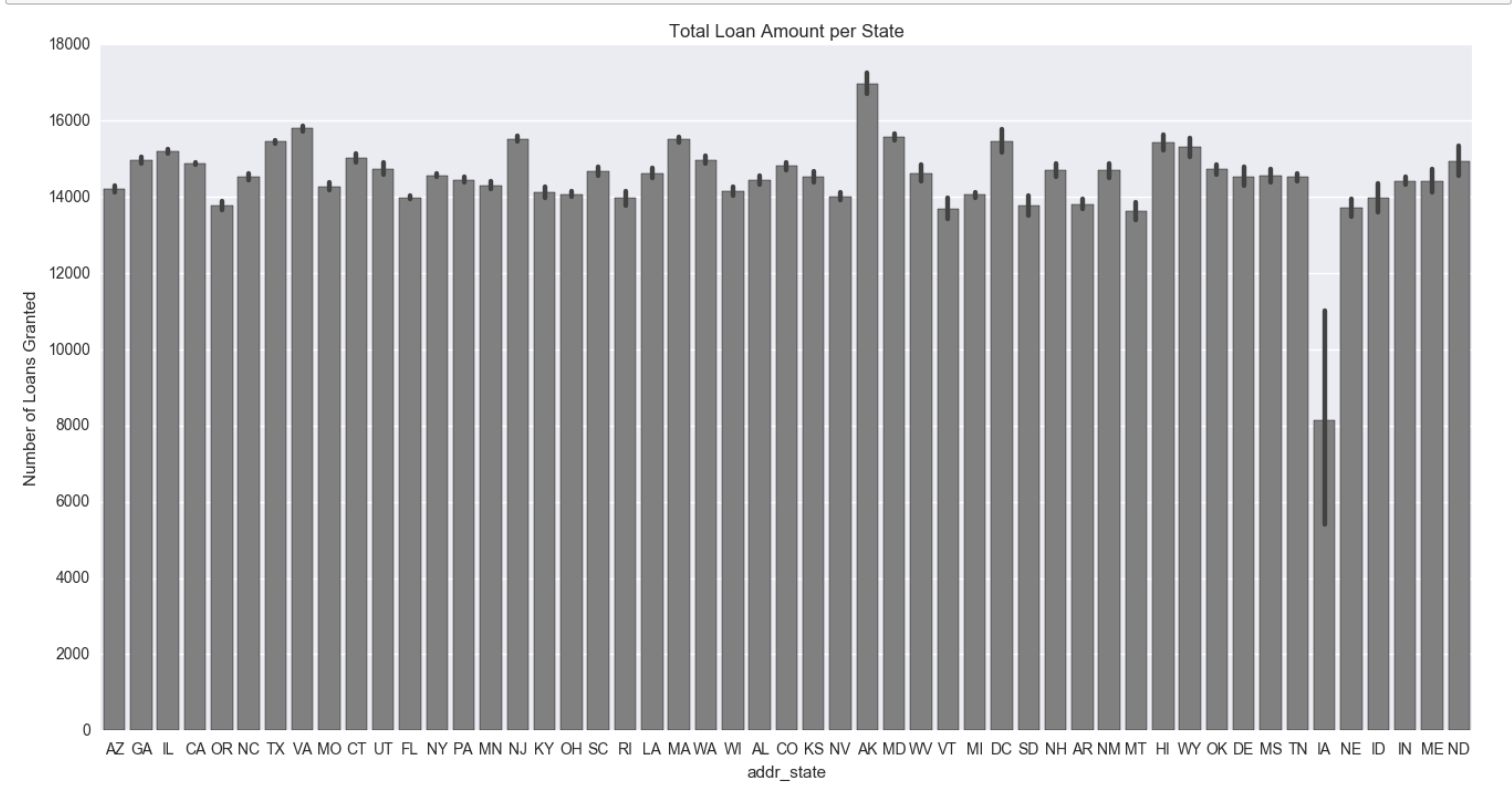 Total Loan Amount per State
18000
16000
14000
12000
10000
8000
6000
4000
2000
0
Number of Loans Granted
AZ GA IL CA OR NC TX VA MO CT UT FL NY PA MN NJ KY OH SC RI LA MA WA WI AL CO KS NV AK MD WV VT MI DC SD NH AR NM MT HI WY OK DE MS TN IA NE ID IN ME ND
addr_state